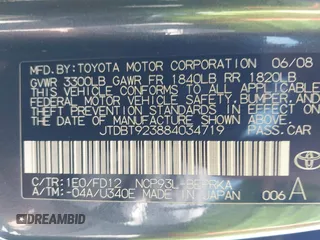 MFD. BY: TOYOTA MOTOR CORPORATION 06/08
GVWR 3300LB GAWR FR 1840LB RR 1820LB
THIS VEHICLE CONFORMS TO ALL APPLICABLE
FEDERAL MOTOR VEHICLE SAFETY, BUMPER, AND
THEFT PREVENTION STANDARDS IN EFFECT ON
THE DATE OF MANUFACTURE SHOWN ABOVE.
JTDBT923884034719 PASS.CAR
C/TR: 1E0/FD12 NCP93L-
A/TM: -04A/U340E MADE IN JAPAN 006 A
TOYOTA
DREAMBID